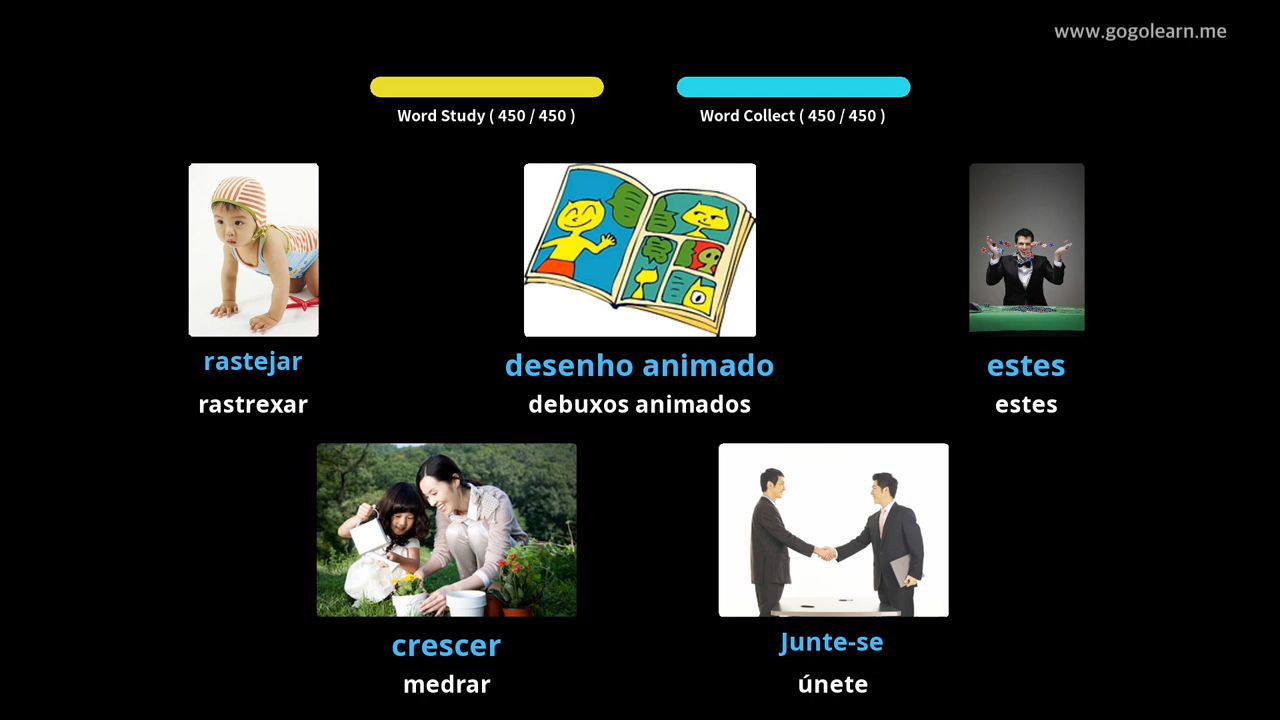 www.gogolearn.me
Word Study ( 450 / 450 )
Word Collect ( 450 / 450 )
rastejar
rastrexar
desenho animado
debuxos animados
estes
estes
crescer
medrar
Junte-se
únete